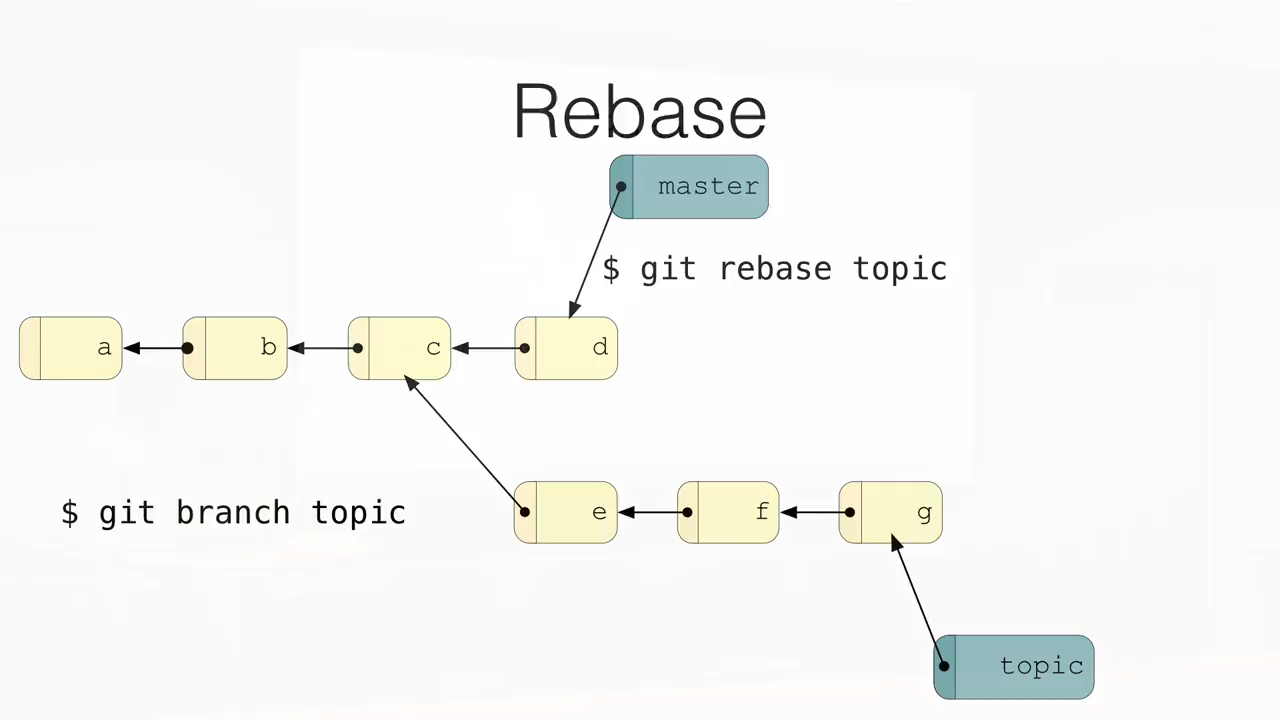 Rebase
master
$ git rebase topic
a b c d
$ git branch topic
e f g
topic